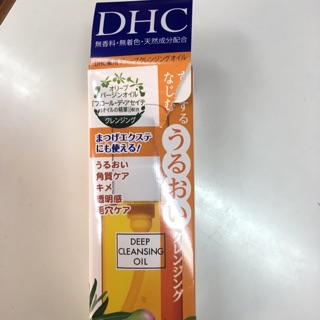 DHC
無香料・無着色・天然成分配合
DHC薬用ディープクレンジングオイル
オリーブ
バージンオイル
クレンジング
まつげエクステ
にも使える!
うるおい
角質ケア
キメ
透明感
毛穴ケア
なじむ
うるおい
クレンジング
DEEP
CLEANSING
OIL